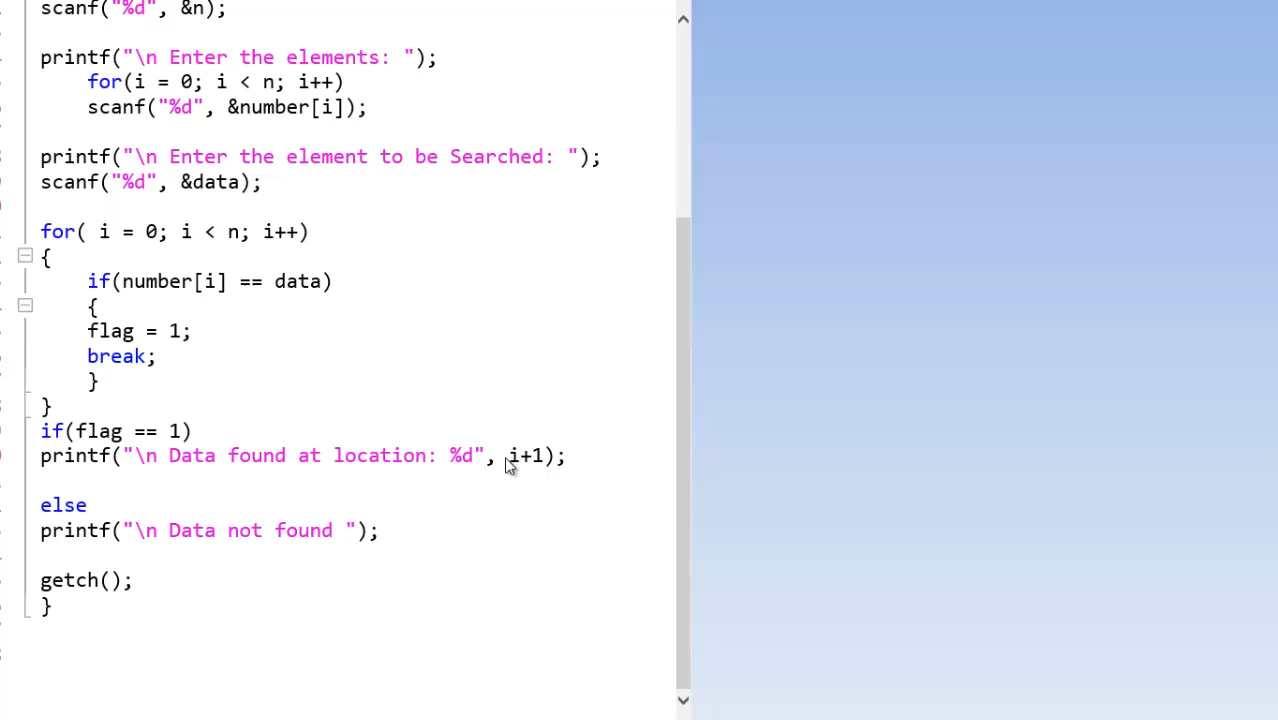 scanf("%d", &n);
printf("\n Enter the elements: ");
for(i = 0; i < n; i++)
scanf("%d", &number[i]);
printf("\n Enter the element to be Searched: ");
scanf("%d", &data);
for( i = 0; i < n; i++)
{
if(number[i] == data)
{
flag = 1;
break;
}
}
if(flag == 1)
printf("\n Data found at location: %d", i+1);
else
printf("\n Data not found ");
getch();
}